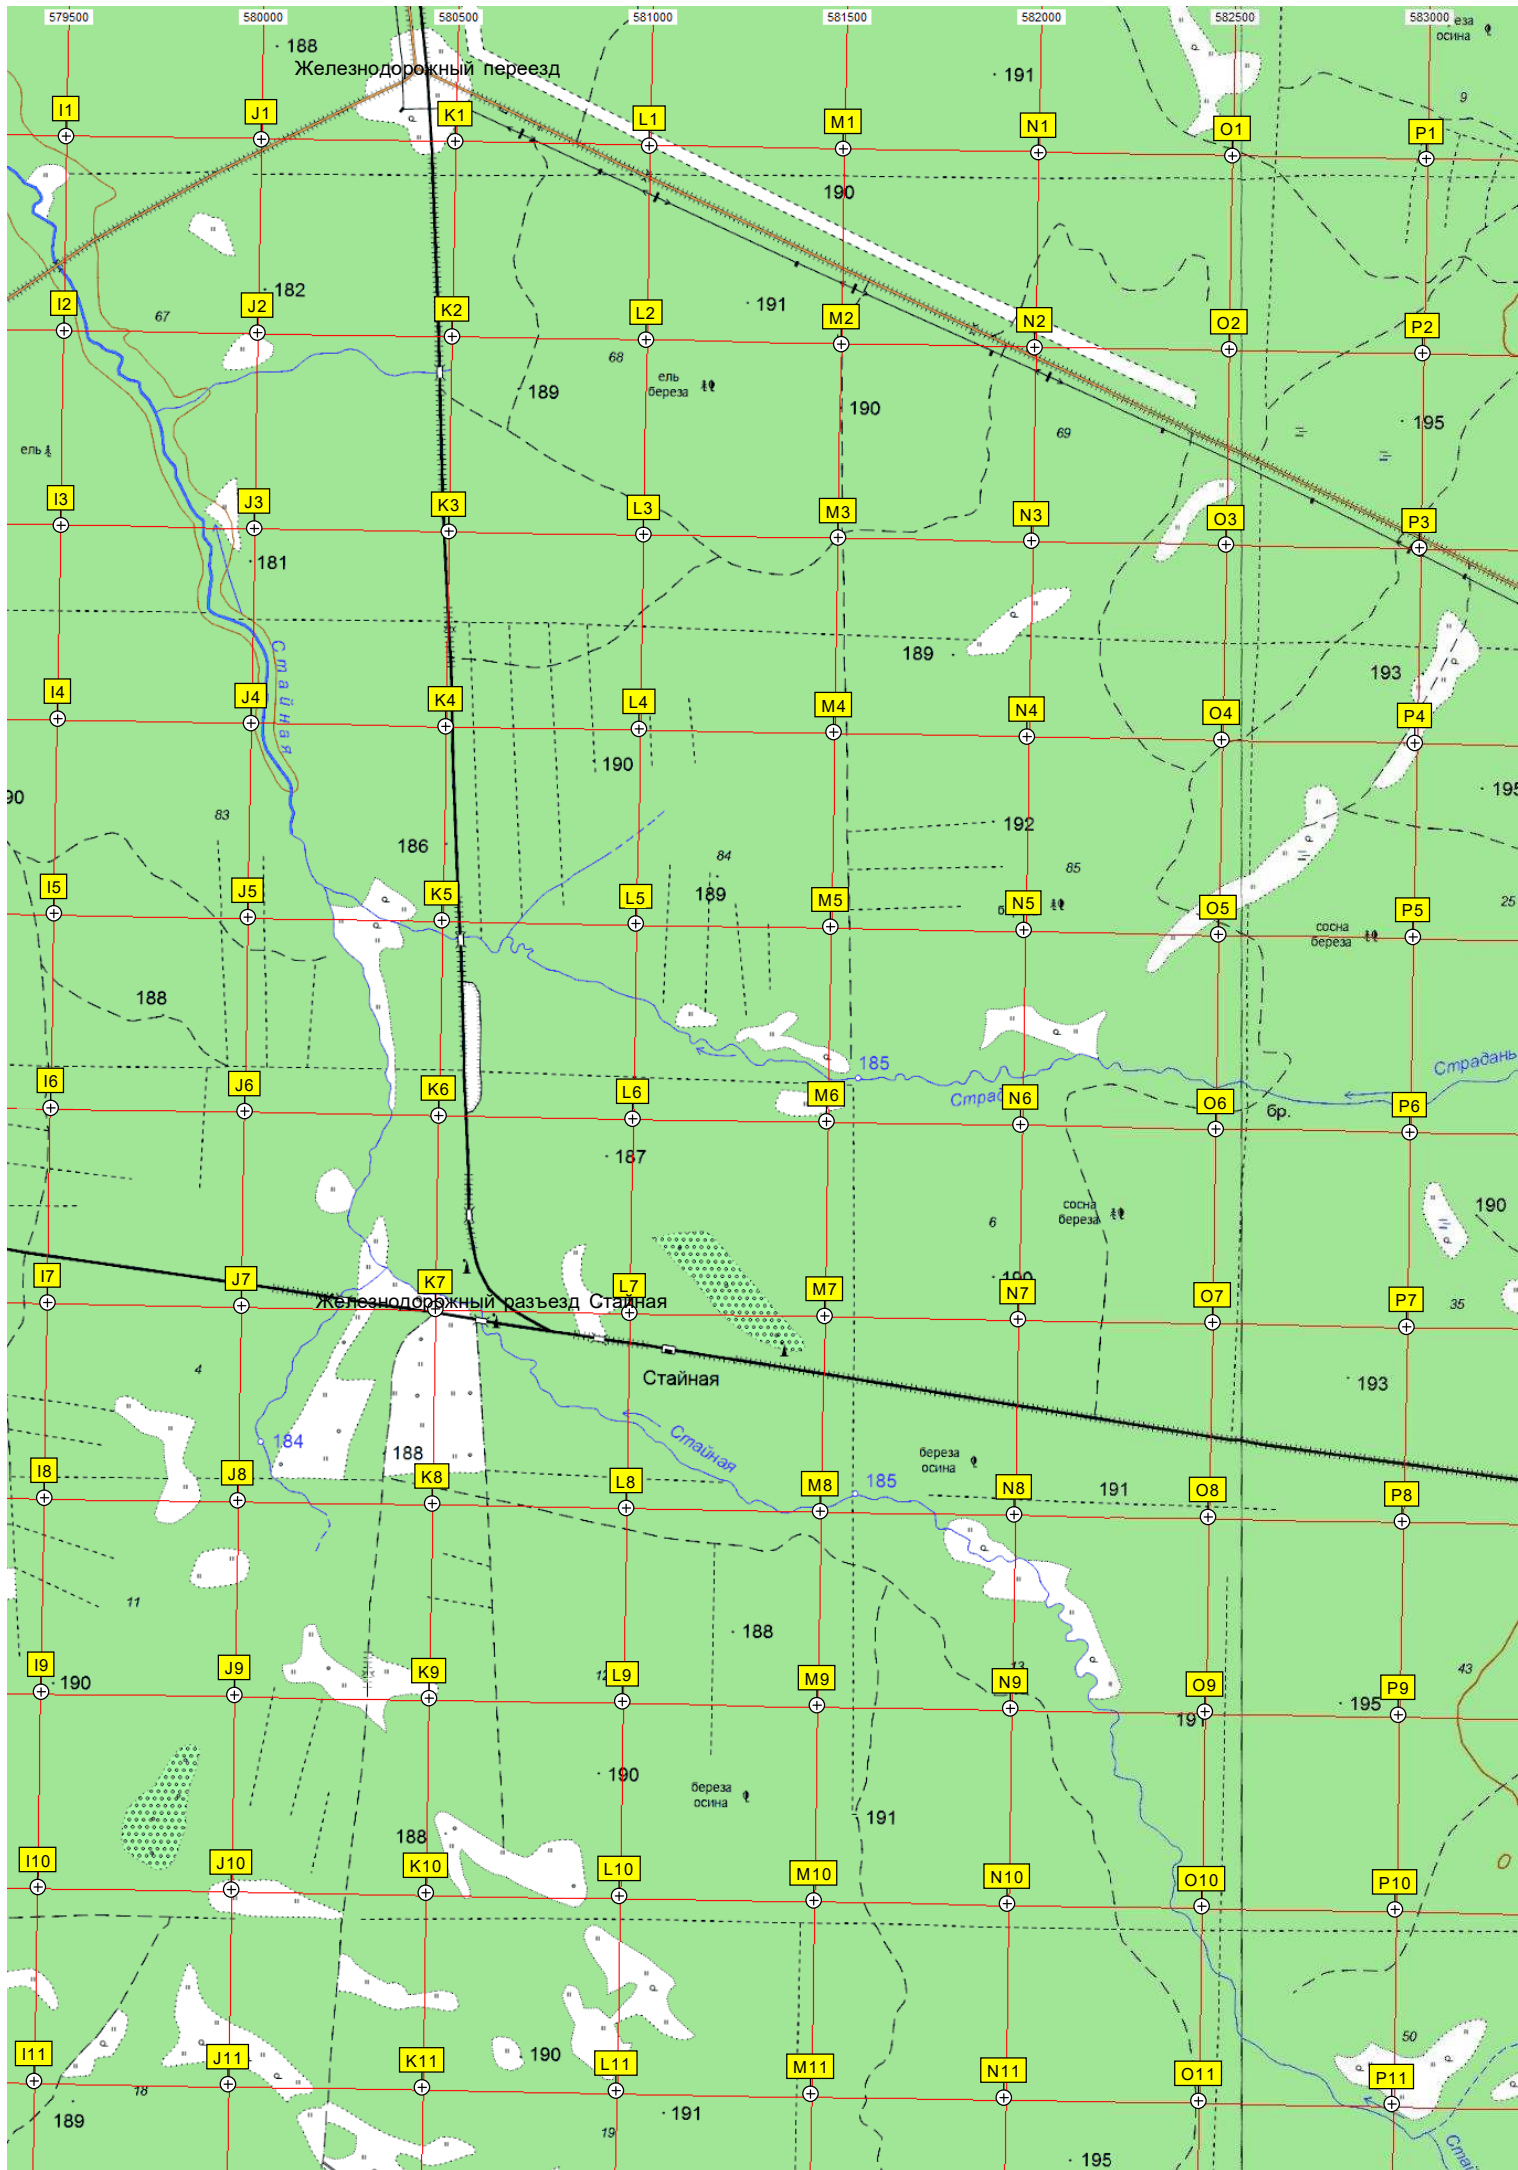 579500 580000 580500 581000 581500 582000 582500 583000
осина
188
Железнодорожный переезд
191
9
I1 J1 K1 L1 M1 N1 O1 P1
190
182
191
67
I2 J2 K2 L2 M2 N2 O2 P2
68
ель
береза
189
190
69
195
ель
I3 J3 K3 L3 M3 N3 O3 P3
181
Стайная
189
193
I4 J4 K4 L4 M4 N4 O4 P4
190
195
83
186
192
84
85
189
25
I5 J5 K5 L5 M5 N5 O5 P5
сосна
береза
188
185
I6 J6 K6 L6 M6 N6 O6 P6
бр.
187
сосна
береза
6
190
190
I7 J7 K7 L7 M7 N7 O7 P7
Железнодорожный разъезд Стайная
35
4
Стайная
193
184
188
Стайная
береза
осина
185
191
I8 J8 K8 L8 M8 N8 O8 P8
11
188
13
43
I9 J9 K9 L9 M9 N9 O9 P9
190
195
191
190
береза
осина
191
188
I10 J10 K10 L10 M10 N10 O10 P10
190
50
I11 J11 K11 L11 M11 N11 O11 P11
18
189
191
19
195